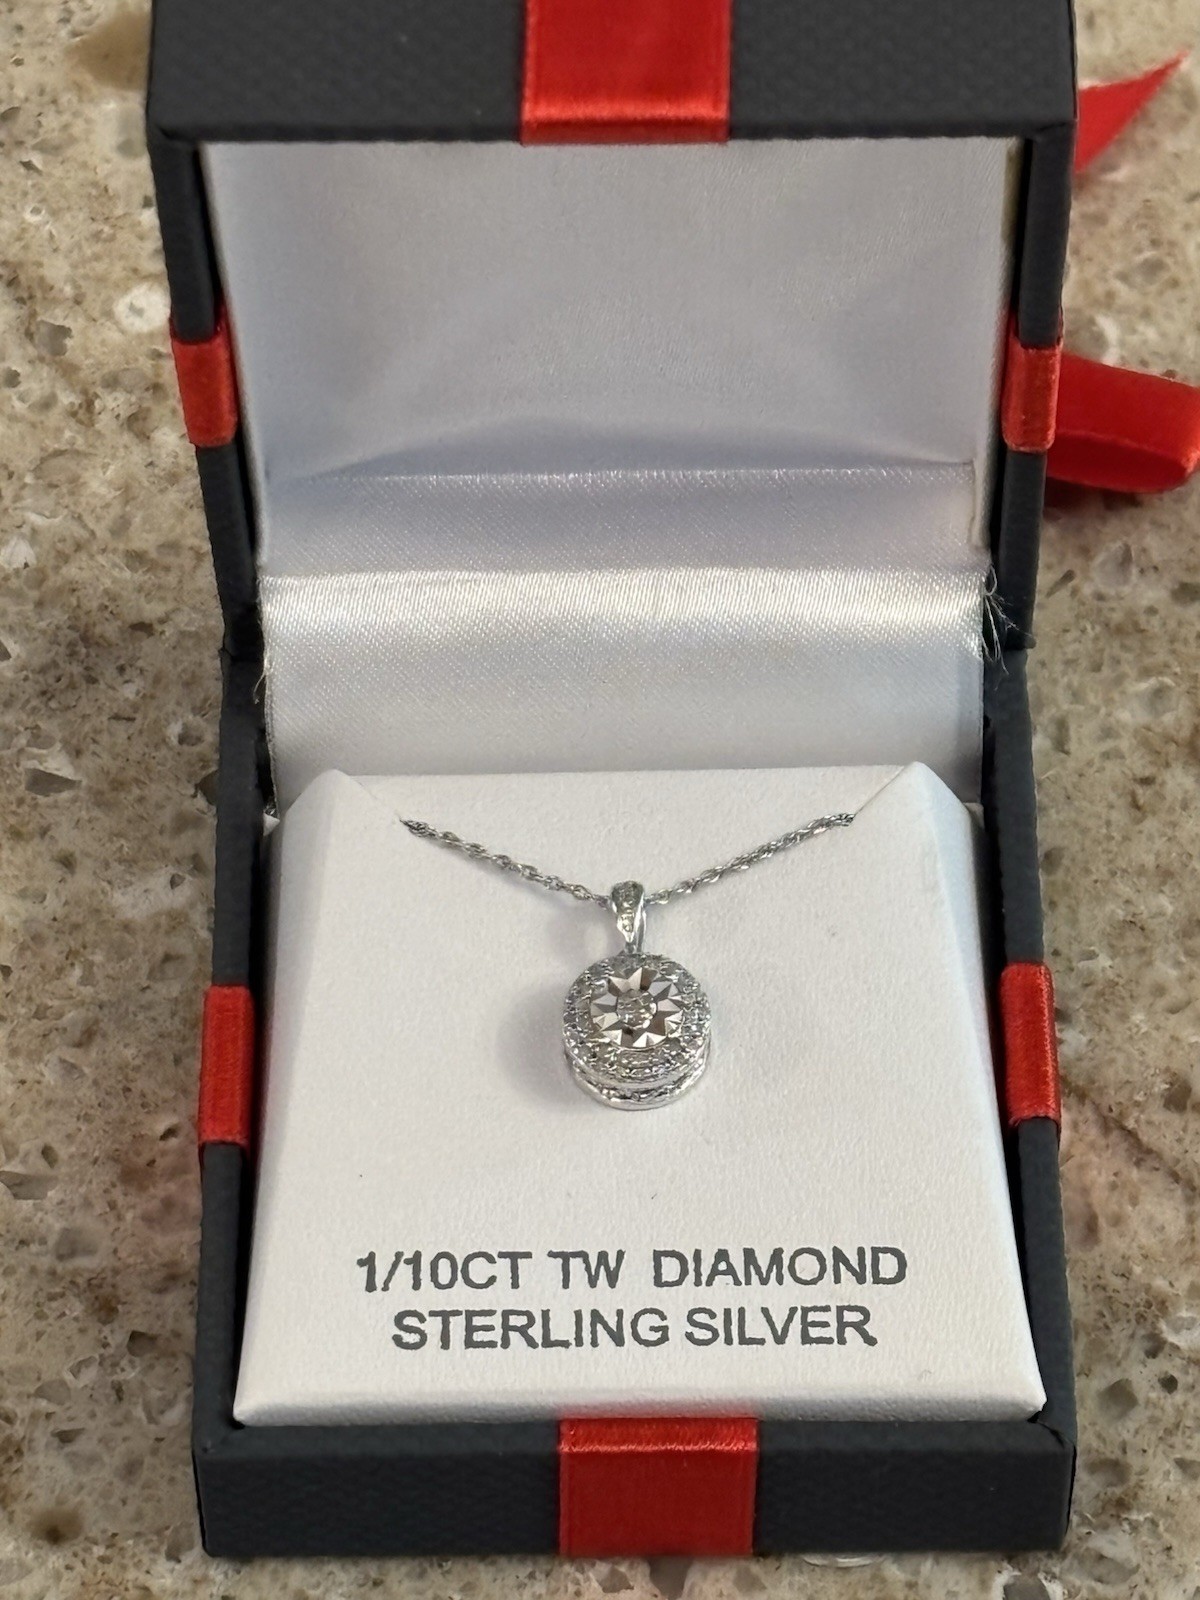 1/10CT TW DIAMOND
STERLING SILVER